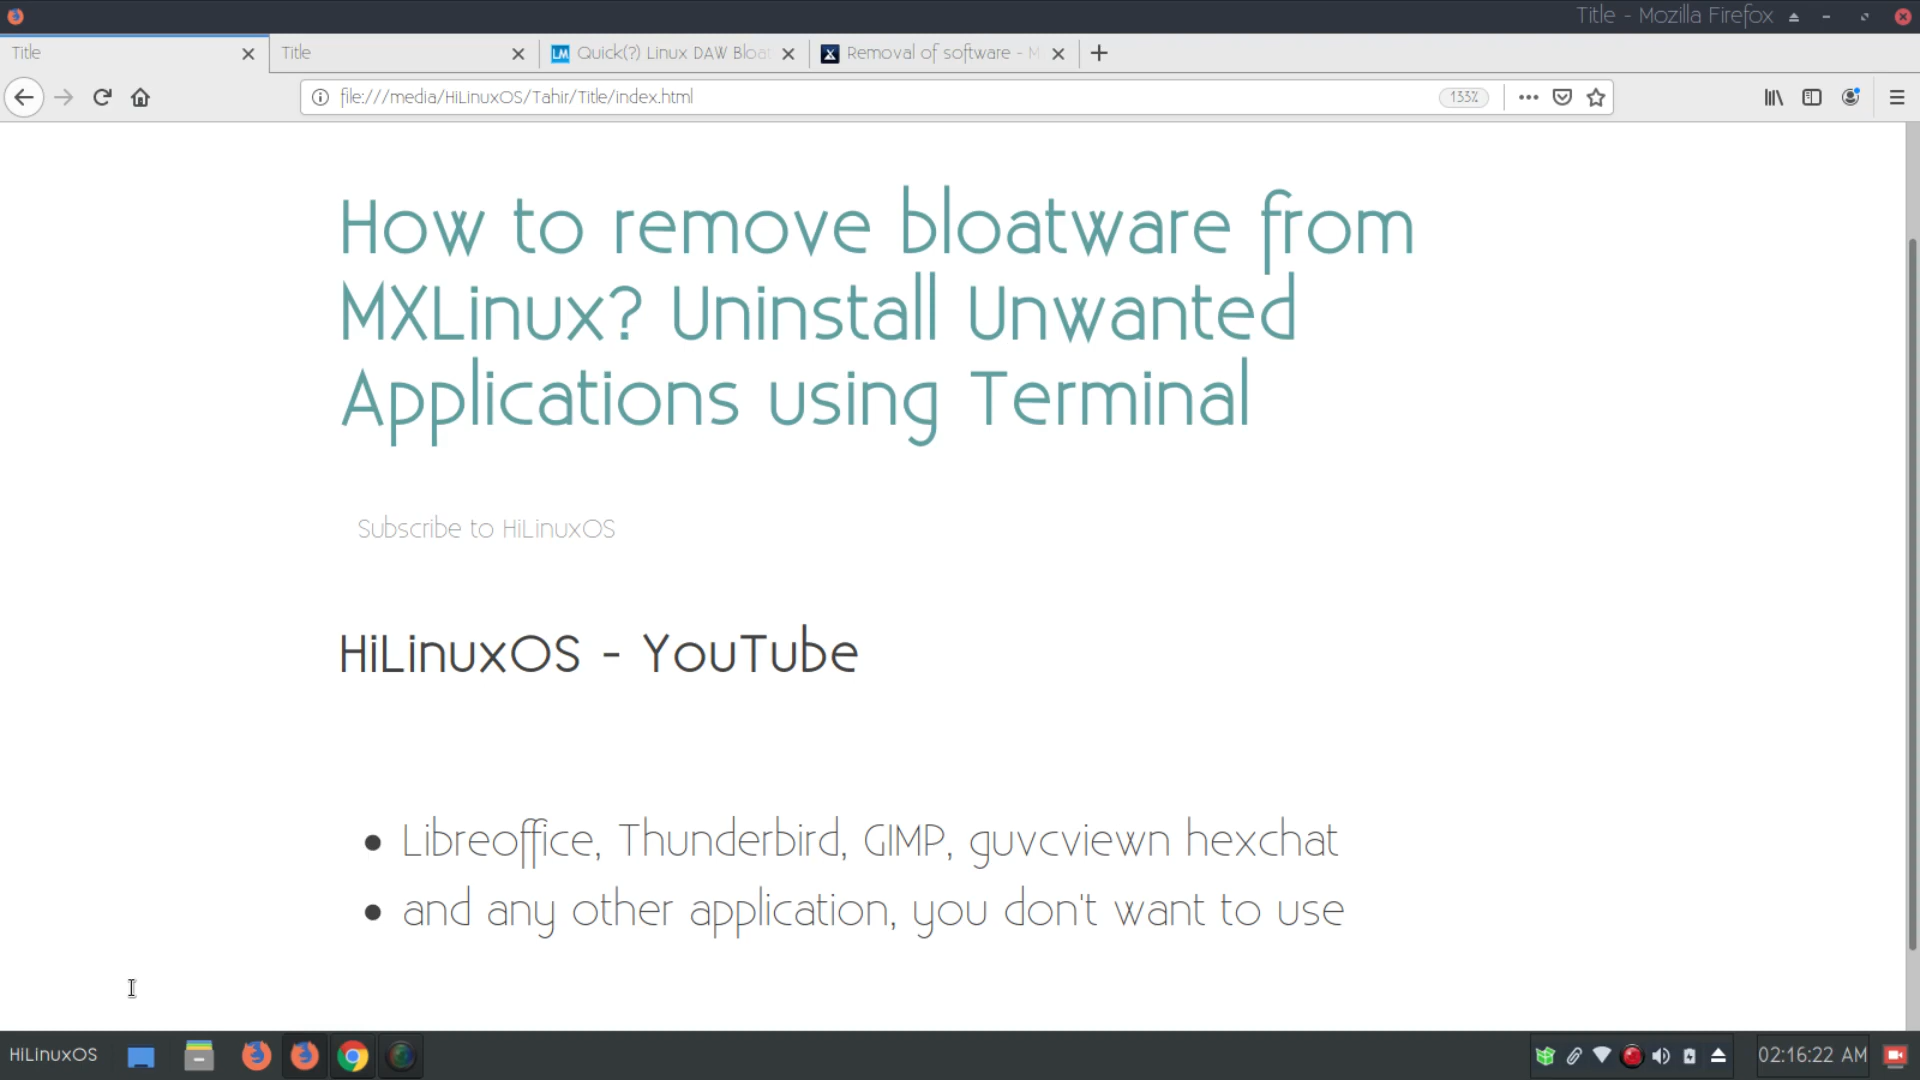 Title - Mozilla Firefox
Title
Title
Quick(?) Linux DAW Bloat
Removal of software - M
file:///media/HiLinuxOS/Tahir/Title/index.html
133%
How to remove bloatware from
MXLinux? Uninstall Unwanted
Applications using Terminal
Subscribe to HiLinuxOS
HiLinuxOS - YouTube
Libreoffice, Thunderbird, GIMP, guvcviewn hexchat
and any other application, you don't want to use
HiLinuxOS
02:16:22 AM